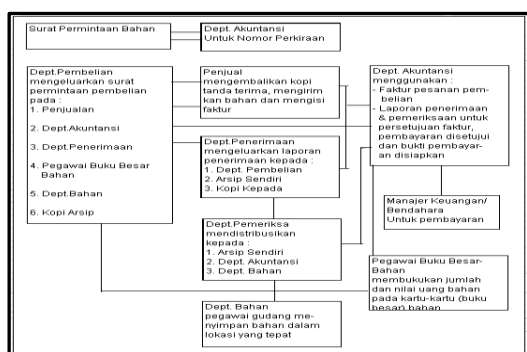 Surat Permintaan Bahan
Dept. Akuntansi
Untuk Nomor Perkiraan
Dept.Pembelian
mengeluarkan surat
permintaan pembelian
pada :
1. Penjualan
2. Dept.Akuntansi
3. Dept.Penerimaan
4. Pegawai Buku Besar
Bahan
5. Dept.Bahan
6. Kopi Arsip
Penjual
mengembalikan kopi
tanda terima, mengirim
kan bahan dan mengisi
faktur
Dept.Penerimaan
mengeluarkan laporan
penerimaan kepada :
1. Dept. Pembelian
2. Arsip Sendiri
3. Kopi Kepada
Dept.Pemeriksa
mendistribusikan
kepada :
1. Arsip Sendiri
2. Dept. Akuntansi
3. Dept. Bahan
Dept. Bahan
pegawai gudang me-
nyimpan bahan dalam
lokasi yang tepat
Dept. Akuntansi
menggunakan :
- Faktur pesanan pem-
belian
- Laporan penerimaan
& pemeriksaan untuk
persetujuan faktur,
pembayaran disetujui
dan bukti pembayar-
an disiapkan
Manajer Keuangan/
Bendahara
Untuk pembayaran
Pegawai Buku Besar-
Bahan
membukukan jumlah
dan nilai uang bahan
pada kartu-kartu (buku
besar) bahan